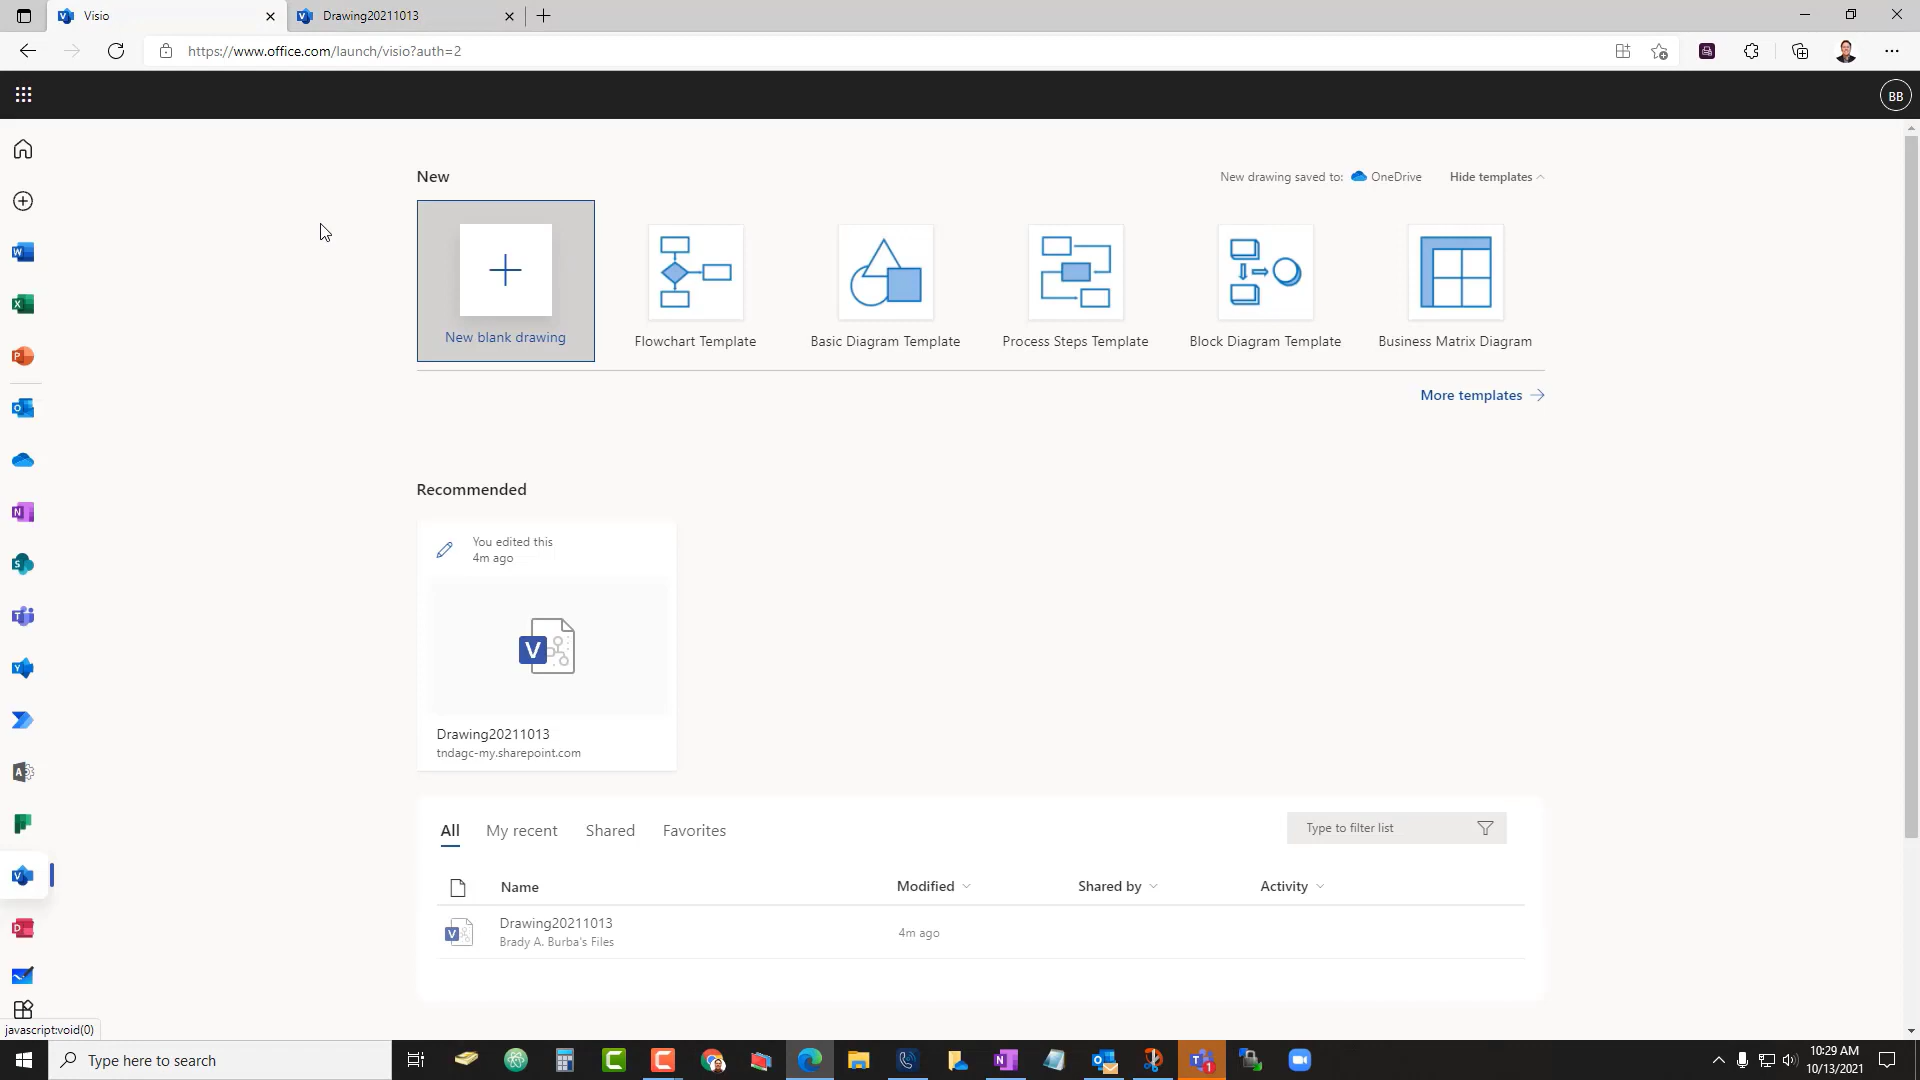 Visio
Drawing20211013
https://www.office.com/launch/visio?auth=2
BB
New
New drawing saved to: OneDrive
Hide templates
New blank drawing
Flowchart Template
Basic Diagram Template
Process Steps Template
Block Diagram Template
Business Matrix Diagram
More templates
Recommended
You edited this
4m ago
V
Drawing20211013
tndagc-my.sharepoint.com
All
My recent
Shared
Favorites
Type to filter list
Name
Modified
Shared by
Activity
V
Drawing20211013
Brady A. Burba's Files
4m ago
javascript:void(0)
Type here to search
10:29 AM
10/13/2021